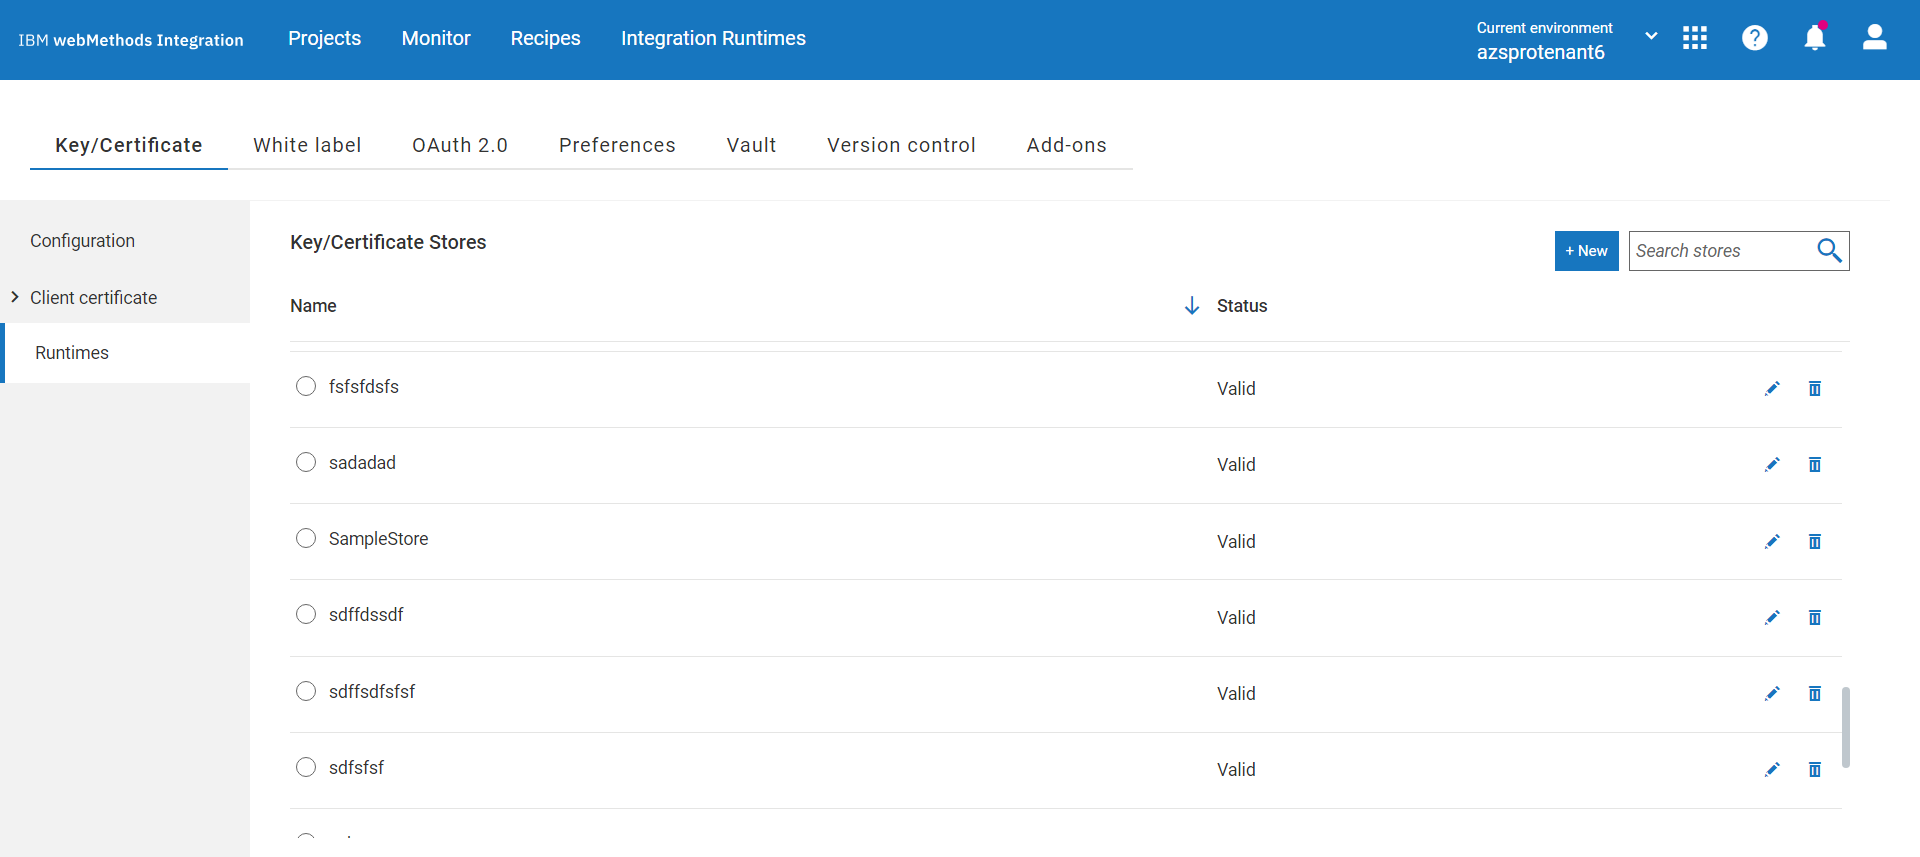 IBM webMethods Integration
Projects
Monitor
Recipes
Integration Runtimes
Current environment
azsprotenant6
Key/Certificate
White label
OAuth 2.0
Preferences
Vault
Version control
Add-ons
Configuration
Client certificate
Runtimes
Key/Certificate Stores
+ New
Search stores
Name
Status
fsfsfdsfs
Valid
sadadad
Valid
SampleStore
Valid
sdffdssdf
Valid
sdffsdfsfsf
Valid
sdfsfsf
Valid